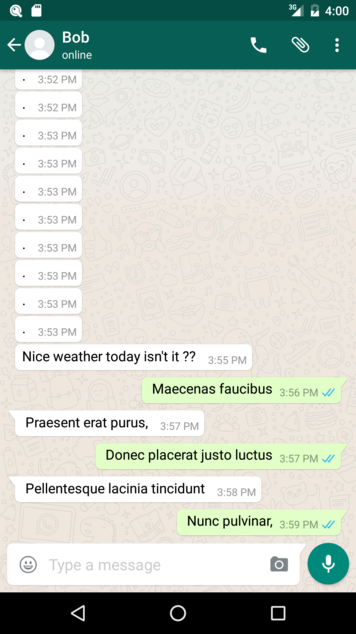 3G 4:00
Bob
online
. 3:52 PM
. 3:52 PM
. 3:53 PM
. 3:53 PM
. 3:53 PM
. 3:53 PM
. 3:53 PM
. 3:53 PM
. 3:53 PM
. 3:53 PM
Nice weather today isn't it ?? 3:55 PM
Maecenas faucibus 3:56 PM
Praesent erat purus, 3:57 PM
Donec placerat justo luctus 3:57 PM
Pellentesque lacinia tincidunt 3:58 PM
Nunc pulvinar, 3:59 PM
Type a message